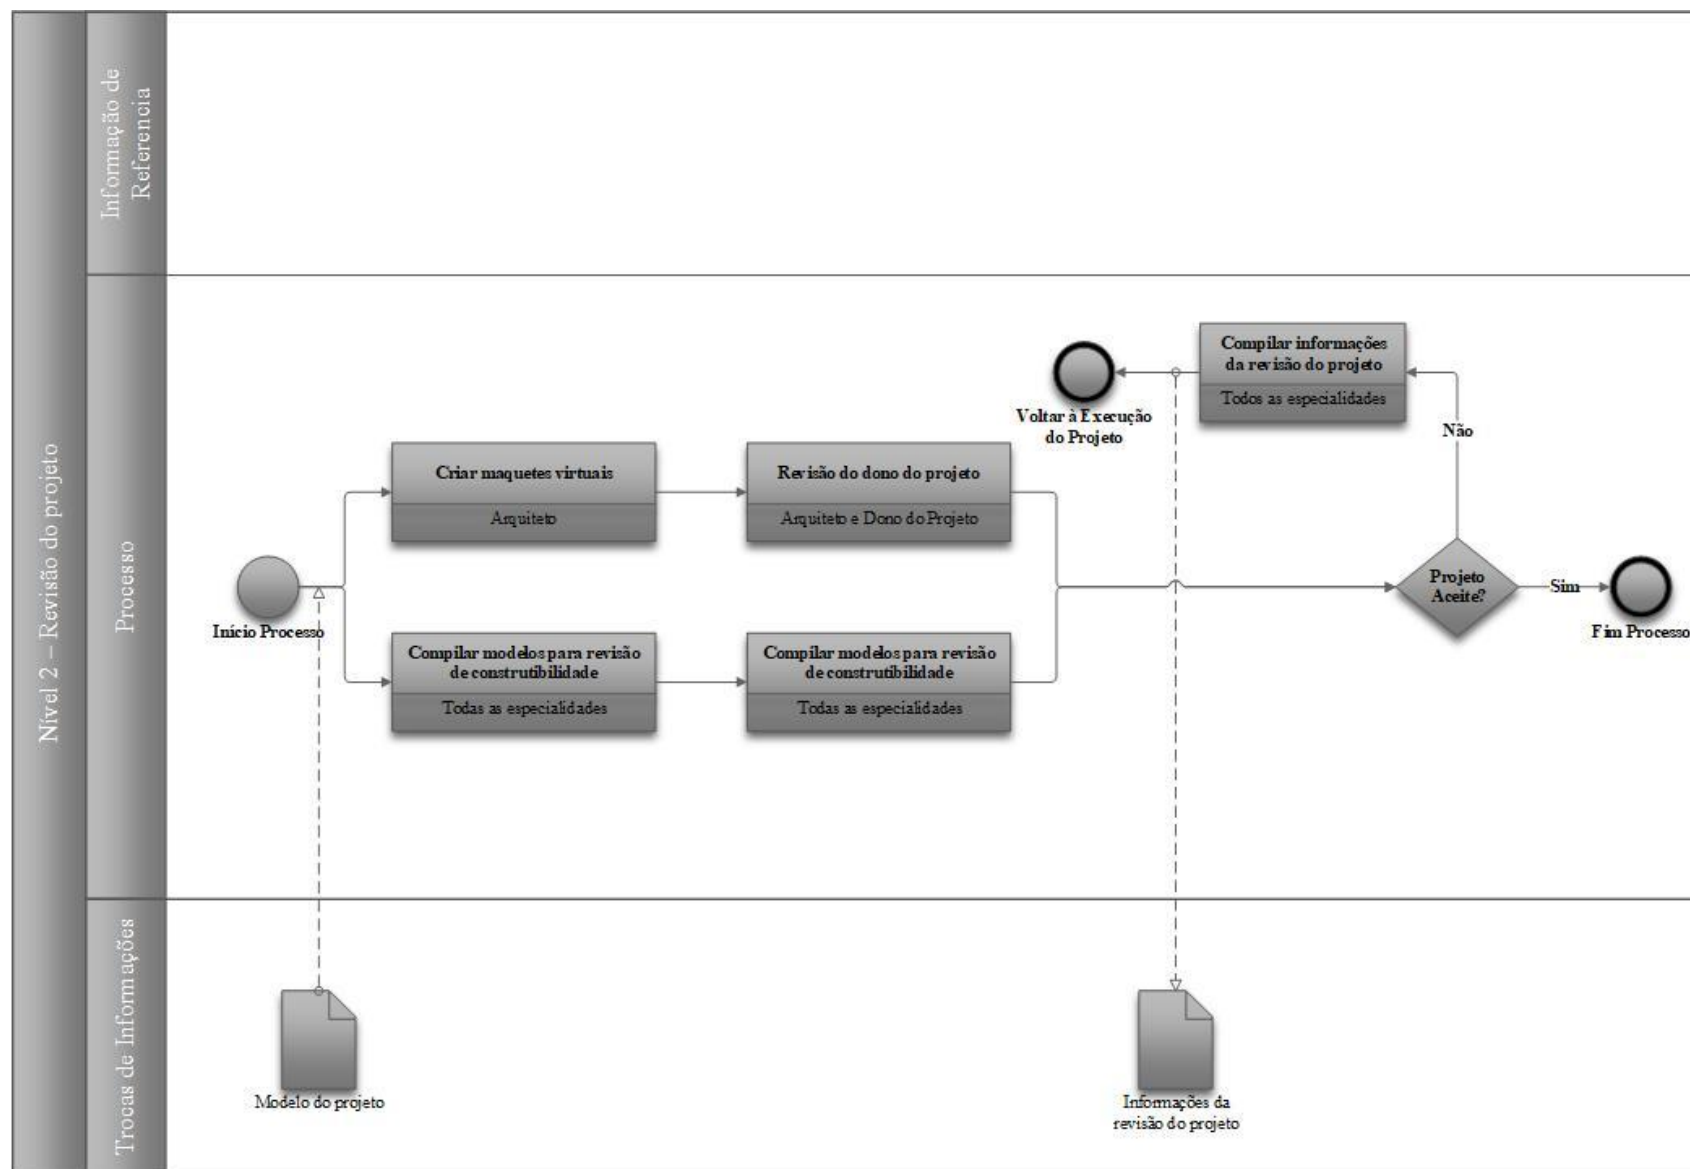 Nível 2 – Revisão do projeto
Informação de
Referencia
Processo
Trocas de Informações
Início Processo
Criar maquetes virtuais
Arquiteto
Revisão do dono do projeto
Arquiteto e Dono do Projeto
Compilar modelos para revisão
de construtibilidade
Todas as especialidades
Compilar modelos para revisão
de construtibilidade
Todas as especialidades
Voltar à Execução
do Projeto
Compilar informações
da revisão do projeto
Todos as especialidades
Não
Projeto
Aceite?
Sim
Fim Processo
Modelo do projeto
Informações da
revisão do projeto